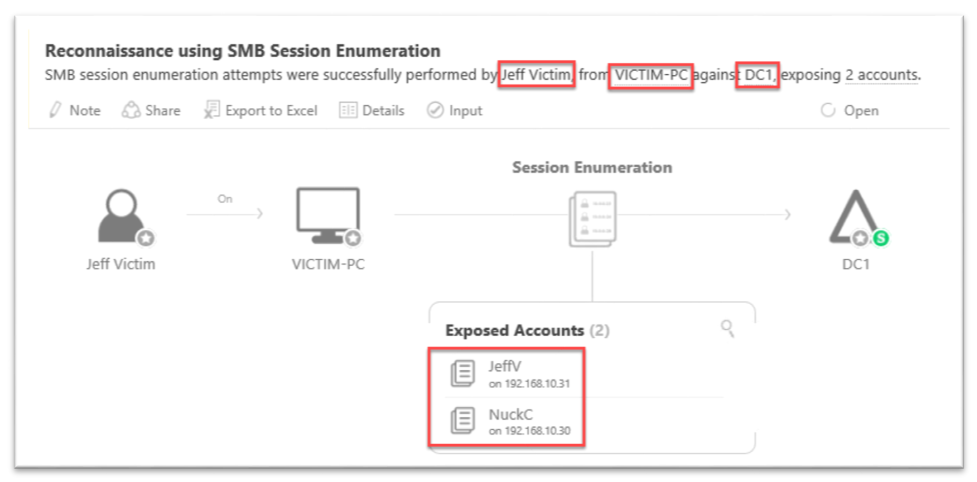 Reconnaissance using SMB Session Enumeration
SMB session enumeration attempts were successfully performed by Jeff Victim, from VICTIM-PC against DC1, exposing 2 accounts.
Note Share Export to Excel Details Input Open
Session Enumeration
On
S
Jeff Victim VICTIM-PC DC1
Exposed Accounts (2)
JeffV
on 192.168.10.31
NuckC
on 192.168.10.30